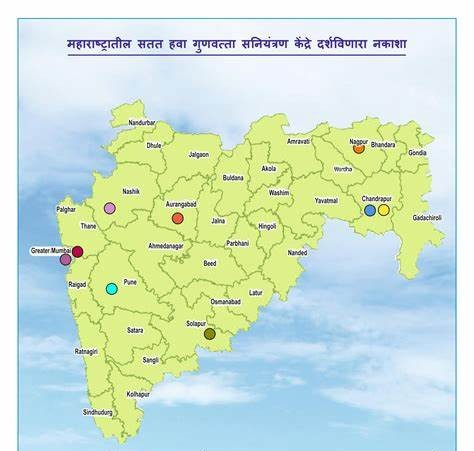 महाराष्ट्रातील सतत हवा गुणवत्ता सनियंत्रण केंद्रे दर्शविणारा नकाशा
Nandurbar
Dhule
Jalgaon
Amravati
Nagpur
Bhandara
Gondia
Buldana
Akola
Wardha
Washim
Nashik
Aurangabad
Yavatmal
Chandrapur
Palghar
Jalna
Gadachiroli
Thane
Hingoli
Ahmedanagar
Parbhani
Greater.Mumbai
Nanded
Beed
Raigad
Pune
Latur
Osmanabad
Satara
Solapur
Ratnagiri
Sangli
Kolhapur
Sindhudurg